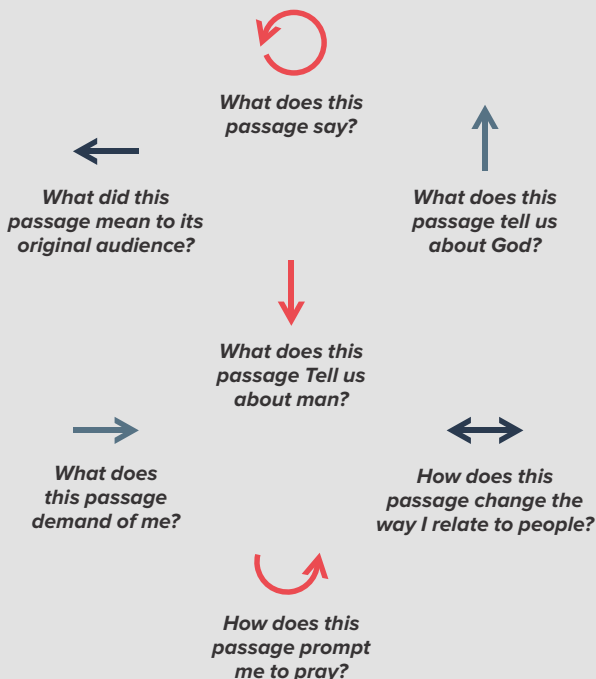 What does this
passage say?
What did this
passage mean to its
original audience?
What does this
passage tell us
about God?
What does this
passage Tell us
about man?
What does
this passage
demand of me?
How does this
passage change the
way I relate to people?
How does this
passage prompt
me to pray?